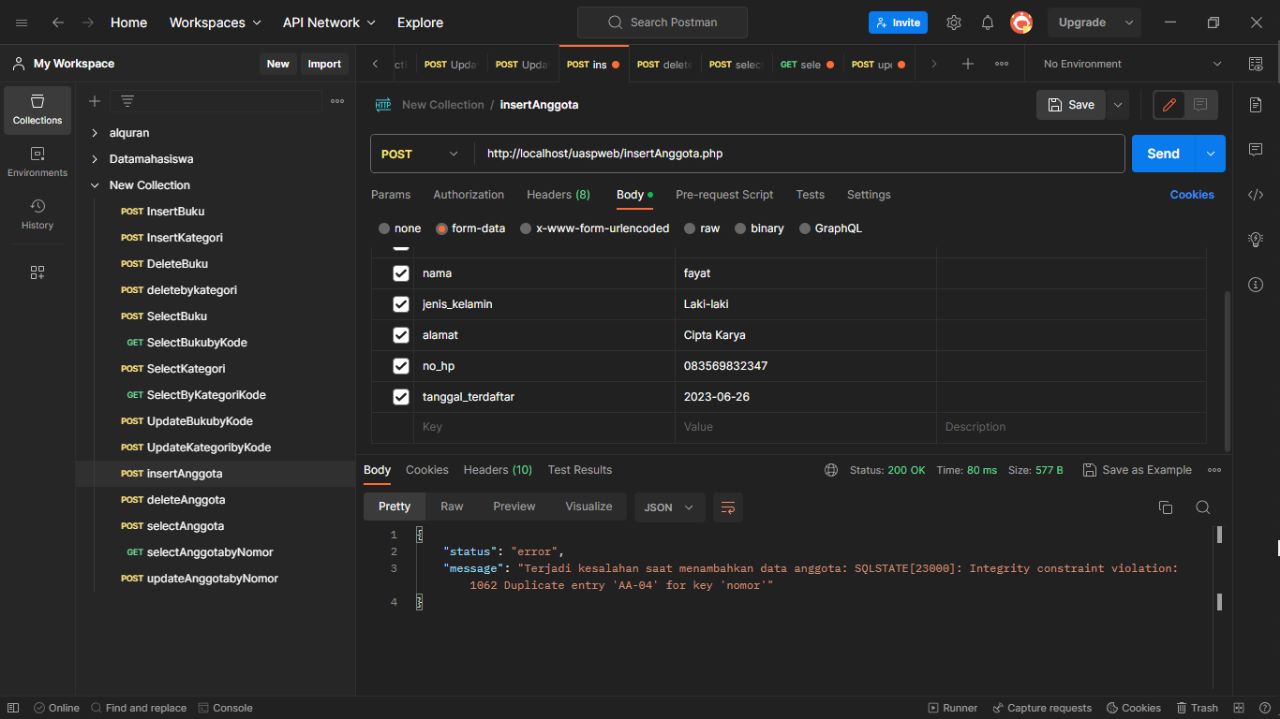 Home Workspaces API Network Explore Search Postman Invite Upgrade
My Workspace New Import POST Upda POST Upda POST ins POST delet POST select GET sele POST upd No Environment
Collections
Environments
History
alquran
Datamahasiswa
New Collection
POST InsertBuku
POST InsertKategori
POST DeleteBuku
POST deletebykategori
POST SelectBuku
GET SelectBukubyKode
POST SelectKategori
GET SelectByKategoriKode
POST UpdateBukubyKode
POST UpdateKategoribyKode
POST insertAnggota
POST deleteAnggota
POST selectAnggota
GET selectAnggotabyNomor
POST updateAnggotabyNomor
HTTP New Collection / insertAnggota Save
POST http://localhost/uaspweb/insertAnggota.php Send
Params Authorization Headers (8) Body Pre-request Script Tests Settings Cookies
none form-data x-www-form-urlencoded raw binary GraphQL
nama fayat
jenis_kelamin Laki-laki
alamat Cipta Karya
no_hp 083569832347
tanggal_terdaftar 2023-06-26
Key Value Description
Body Cookies Headers (10) Test Results Status: 200 OK Time: 80 ms Size: 577 B Save as Example
Pretty Raw Preview Visualize JSON
1 {
2 "status": "error",
3 "message": "Terjadi kesalahan saat menambahkan data anggota: SQLSTATE[23000]: Integrity constraint violation:
1062 Duplicate entry 'AA-04' for key 'nomor'"
4 }
Online Find and replace Console Runner Capture requests Cookies Trash